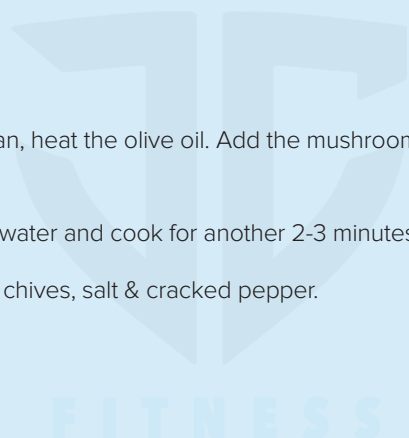 an, heat the olive oil. Add the mushroom
water and cook for another 2-3 minutes
chives, salt & cracked pepper.
FITNESS